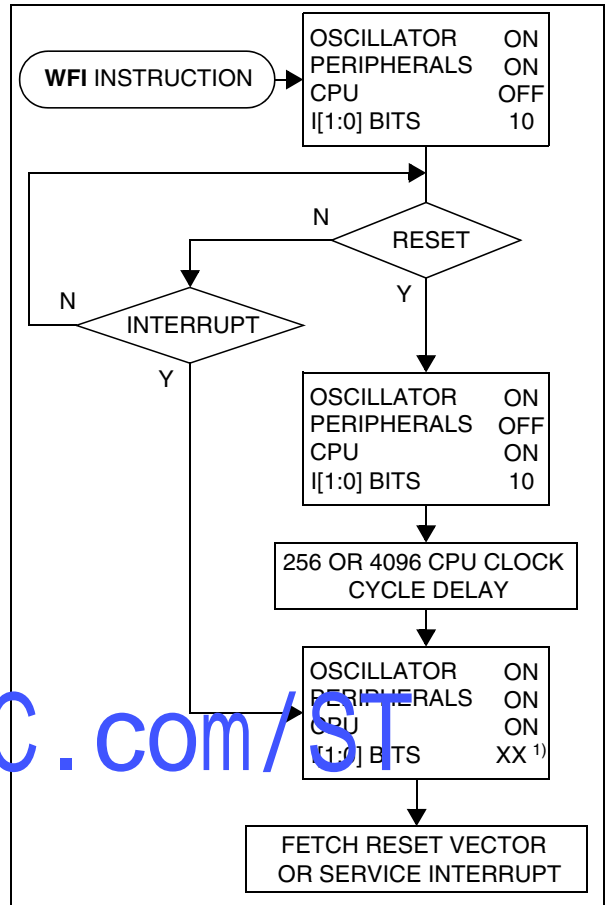 WFI INSTRUCTION
OSCILLATOR ON
PERIPHERALS ON
CPU OFF
I[1:0] BITS 10
N
RESET
Y
N
INTERRUPT
Y
OSCILLATOR ON
PERIPHERALS OFF
CPU ON
I[1:0] BITS 10
256 OR 4096 CPU CLOCK
CYCLE DELAY
OSCILLATOR ON
PERIPHERALS ON
CPU ON
I[1:0] BITS XX 1)
C.com/ST
FETCH RESET VECTOR
OR SERVICE INTERRUPT